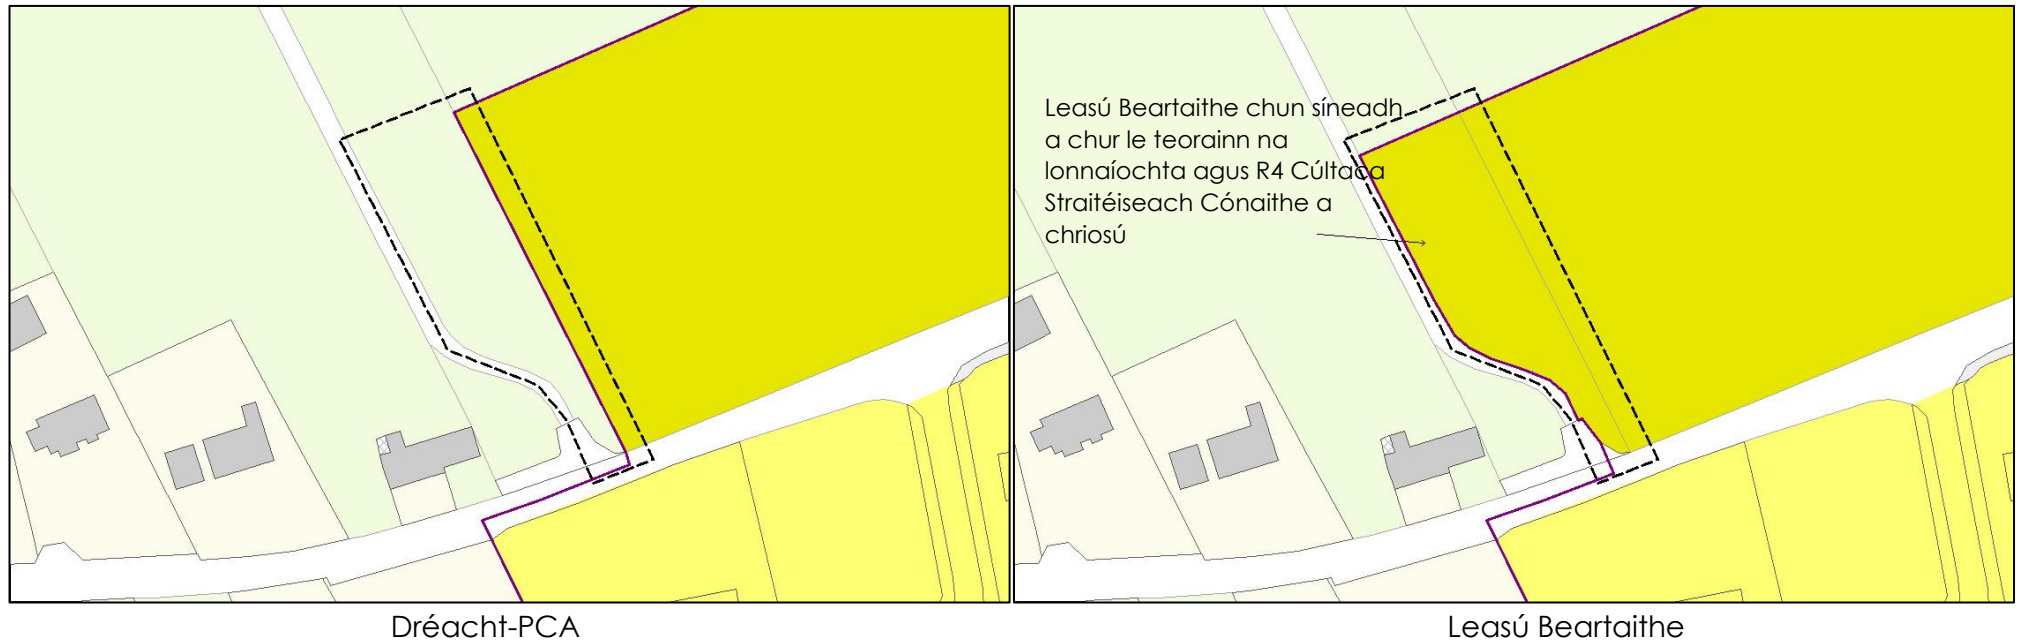 Leasú Beartaithe chun síneadh
a chur le teorainn na
lonnaíochta agus R4 Cúltaca
Straitéiseach Cónaithe a
chriosú
Dréacht-PCA
Leasú Beartaithe